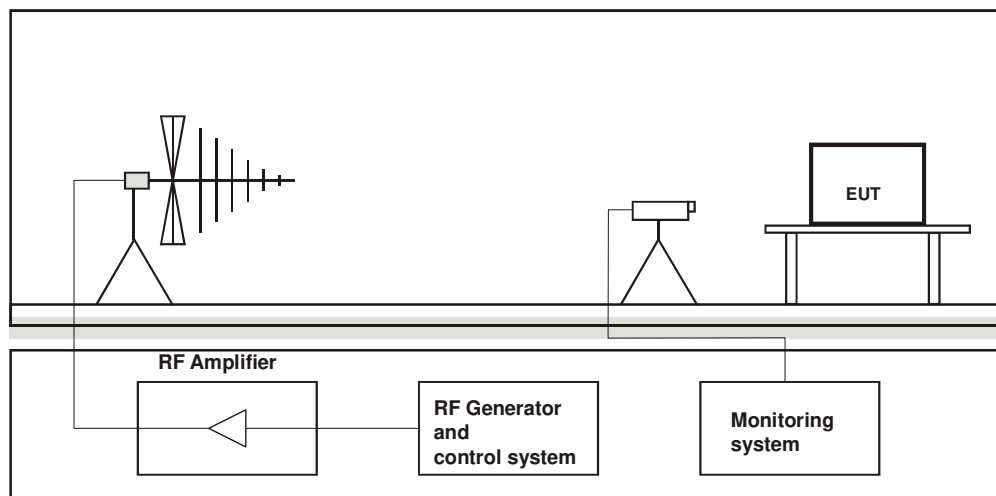 EUT
RF Amplifier
RF Generator
and
control system
Monitoring
system